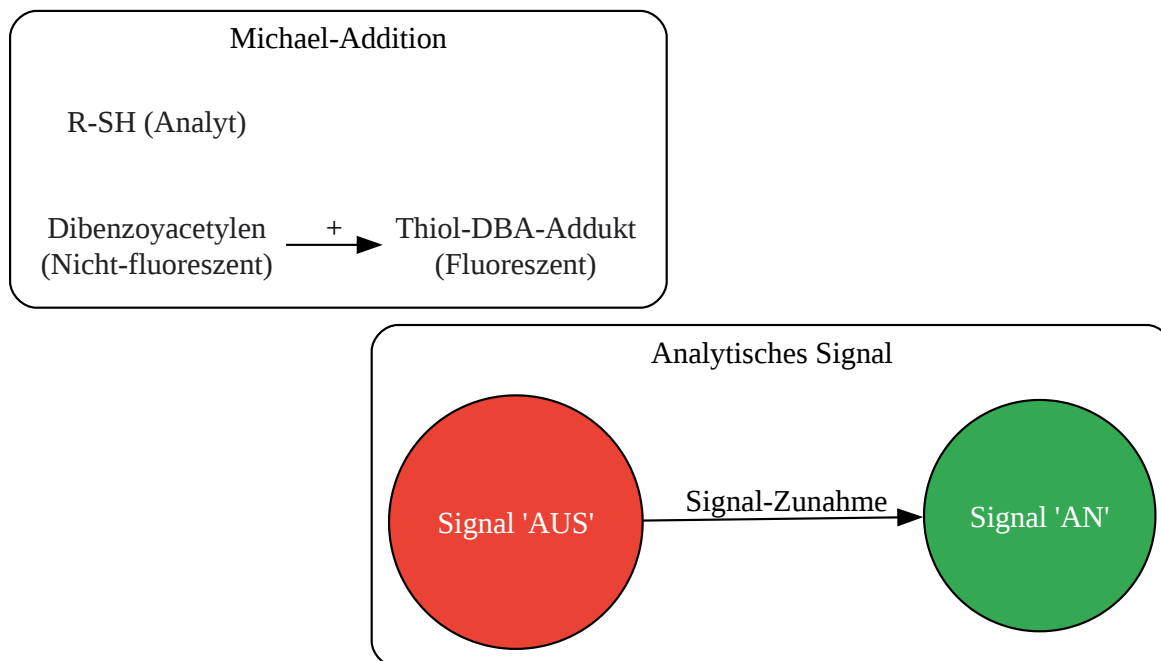 Michael-Addition
R-SH (Analyt)
Dibenzoyacetylen
(Nicht-fluoreszent)
+
Thiol-DBA-Addukt
(Fluoreszent)
Analytisches Signal
Signal 'AUS'
Signal-Zunahme
Signal 'AN'